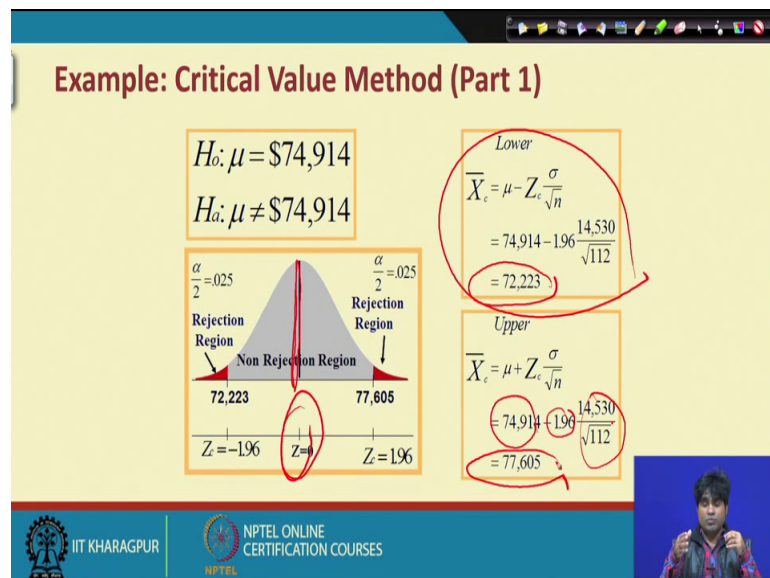 Example: Critical Value Method (Part 1)
Ho: μ = $74,914
Ha: μ ≠ $74,914
α/2 = .025
α/2 = .025
Rejection Region
Rejection Region
Non Rejection Region
72,223
77,605
Zc = −1.96
Z=0
Zc = 1.96
Lower
X̄c = μ − Zc σ/√n
= 74,914 − 1.96 14,530/√112
= 72,223
Upper
X̄c = μ + Zc σ/√n
= 74,914 + 1.96 14,530/√112
= 77,605
IIT KHARAGPUR
NPTEL
NPTEL ONLINE
CERTIFICATION COURSES